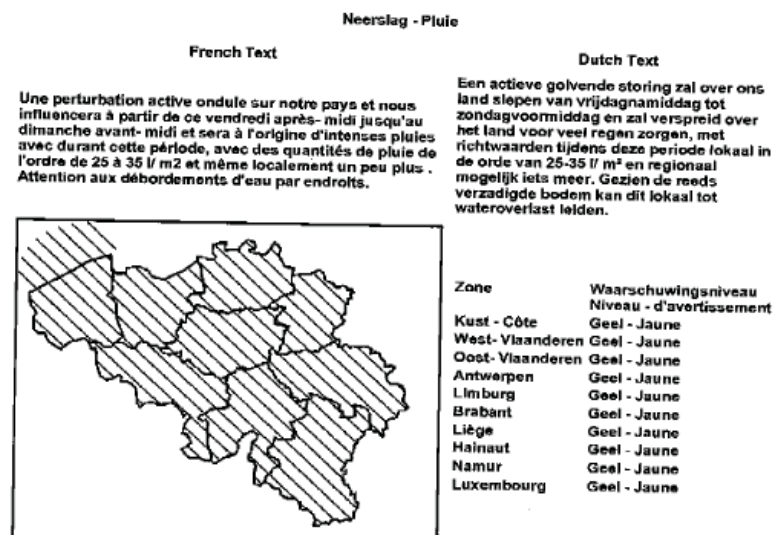 Neerslag - Pluie
French Text
Une perturbation active ondule sur notre pays et nous
influencera à partir de ce vendredi après- midi jusqu'au
dimanche avant- midi et sera à l'origine d'intenses pluies
avec durant cette période, avec des quantités de pluie de
l'ordre de 25 à 35 l/ m2 et même localement un peu plus .
Attention aux débordements d'eau par endroits.
Dutch Text
Een actieve golvende storing zal over ons
land slepen van vrijdagnamiddag tot
zondagvoormiddag en zal verspreid over
het land voor veel regen zorgen, met
richtwaarden tijdens deze periode lokaal in
de orde van 25-35 l/ m² en regionaal
mogelijk iets meer. Gezien de reeds
verzadigde bodem kan dit lokaal tot
wateroverlast leiden.
Zone Waarschuwingsniveau
Niveau - d'avertissement
Kust - Côte Geel - Jaune
West- Vlaanderen Geel - Jaune
Oost- Vlaanderen Geel - Jaune
Antwerpen Geel - Jaune
Limburg Geel - Jaune
Brabant Geel - Jaune
Liège Geel - Jaune
Hainaut Geel - Jaune
Namur Geel - Jaune
Luxembourg Geel - Jaune